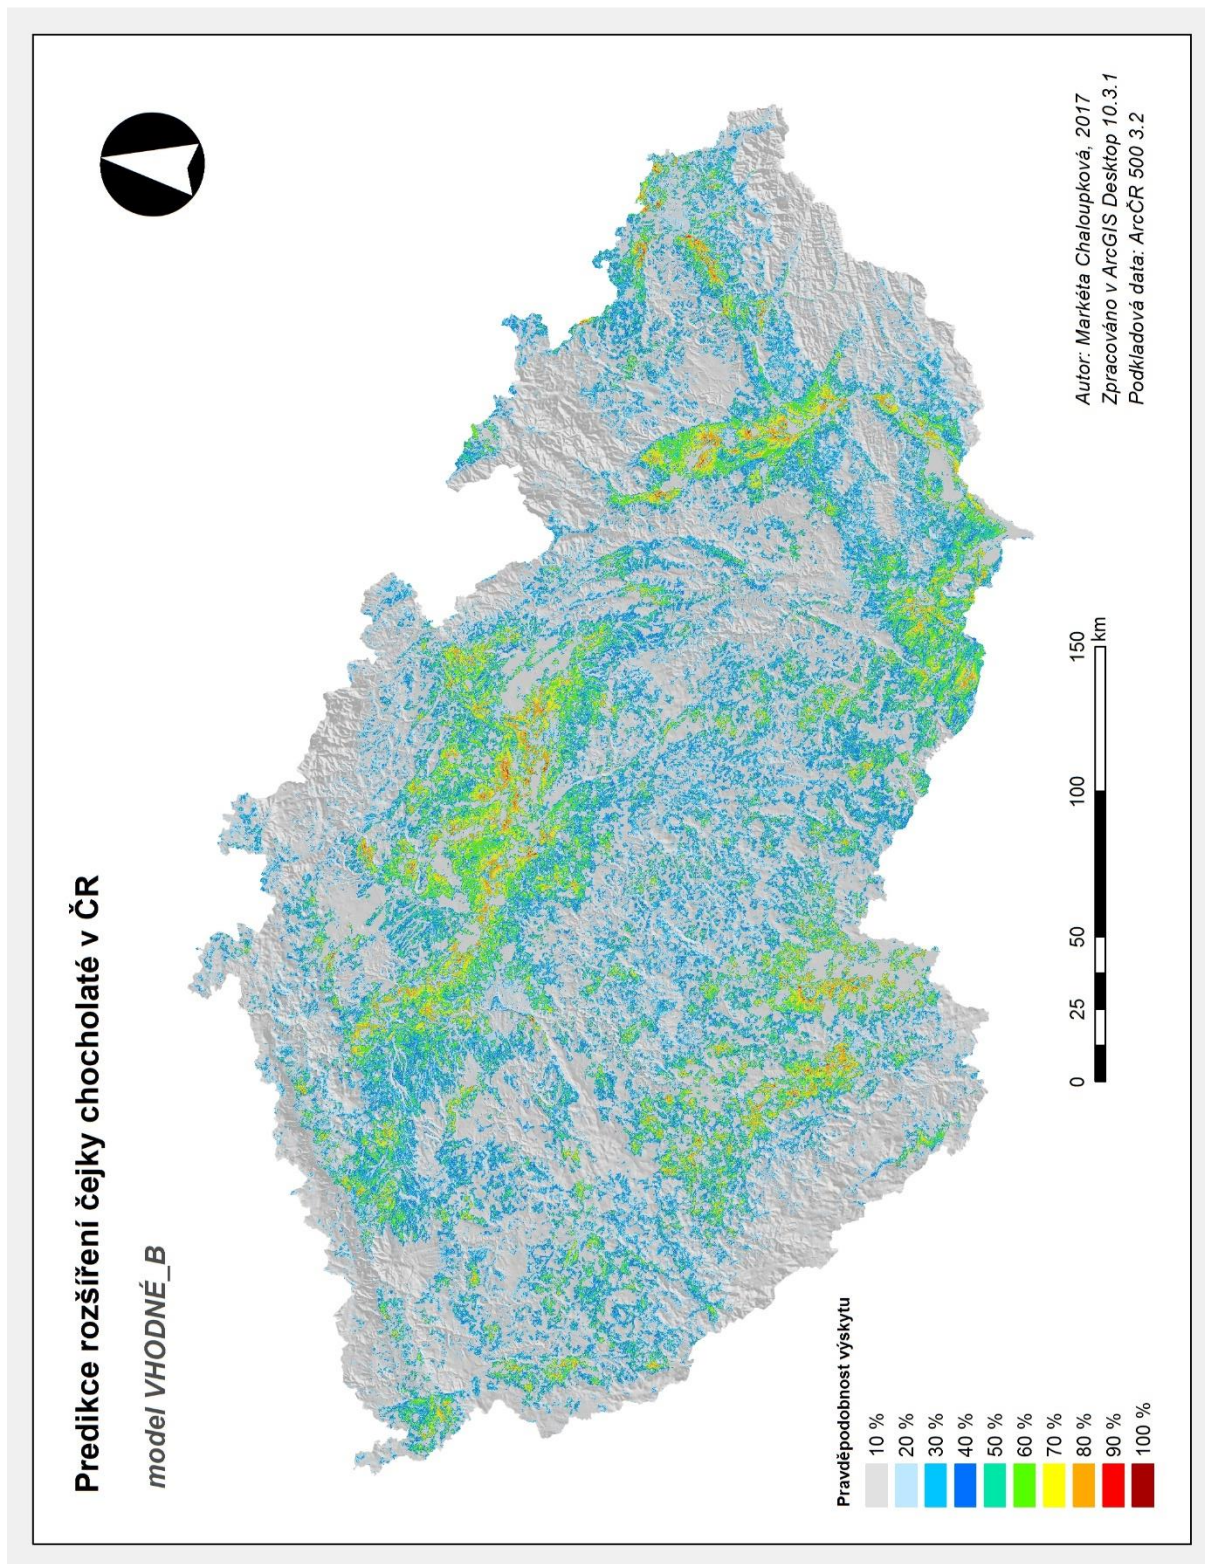 Predikce rozšíření čejky chocholaté v ČR
model VHODNÉ_B
Pravděpodobnost výskytu
10 %
20 %
30 %
40 %
50 %
60 %
70 %
80 %
90 %
100 %
0 25 50 100 150
km
Autor: Markéta Chaloupková, 2017
Zpracováno v ArcGIS Desktop 10.3.1
Podkladová data: ArcČR 500 3.2